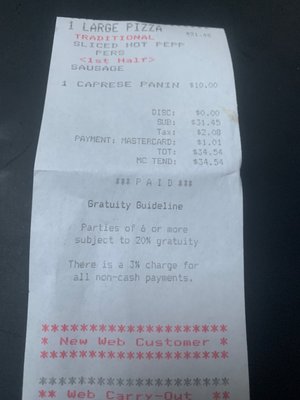 1 LARGE PIZZA $21.45
TRADITIONAL
SLICED HOT PEPP
PERS
<1st Half>
SAUSAGE
1 CAPRESE PANIN $10.00
DISC: $0.00
SUB: $31.45
Tax: $2.08
PAYMENT: MASTERCARD: $1.01
TOT: $34.54
MC TEND: $34.54
### P A I D ###
Gratuity Guideline
Parties of 6 or more
subject to 20% gratuity
There is a 3% charge for
all non-cash payments.
* * * * * * * * * * * * * * * *
* New Web Customer *
* * * * * * * * * * * * * * * *
* * * * * * * * * * * * * * * *
** Web Carry-Out **